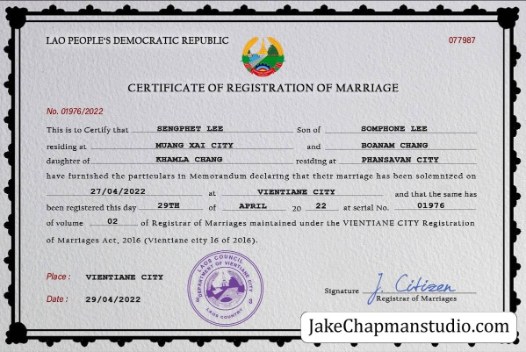 LAO PEOPLE'S DEMOCRATIC REPUBLIC 077987
CERTIFICATE OF REGISTRATION OF MARRIAGE
No. 01976/2022
This is to Certify that SENGPHET LEE Son of SOMPHONE LEE
residing at MUANG XAI CITY and BOANAM CHANG
daughter of KHAMLA CHANG residing at PHANSAVAN CITY
have furnished the particulars in Memorandum declaring that their marriage has been solemnized on
27/04/2022 at VIENTIANE CITY and that the same has
been registered this day 29TH of APRIL 20 22 at serial No. 01976
of volume 02 of Registrar of Marriages maintained under the VIENTIANE CITY Registration
of Marriages Act, 2016 (Vientiane city 16 of 2016).
Place : VIENTIANE CITY
Date : 29/04/2022
LAOS COUNCIL
DEPARTMENT OF VIENTIANE CITY
LAOS COUNTRY
Signature J. Citizen
Registrar of Marriages
JakeChapmanstudio.com